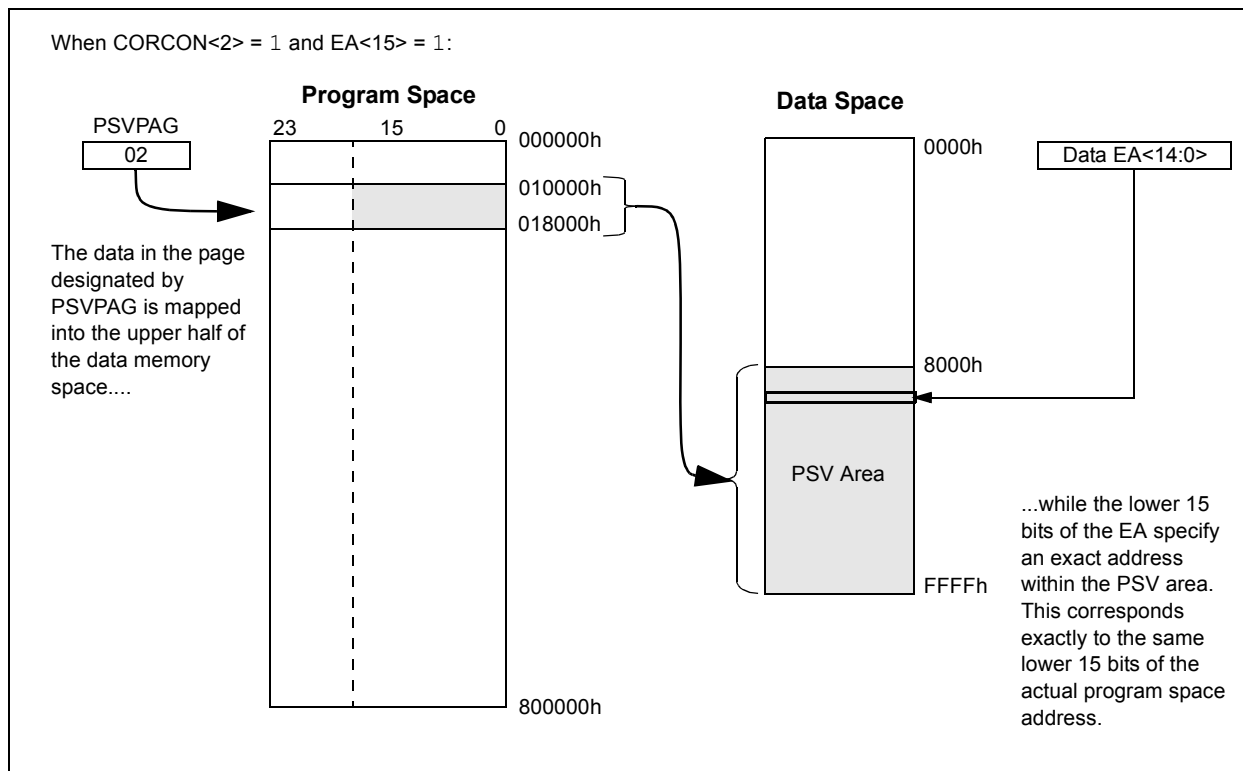 When CORCON<2> = 1 and EA<15> = 1:
Program Space
Data Space
PSVPAG
02
23 15 0
000000h
010000h
018000h
800000h
The data in the page
designated by
PSVPAG is mapped
into the upper half of
the data memory
space....
0000h
8000h
PSV Area
FFFFh
Data EA<14:0>
...while the lower 15
bits of the EA specify
an exact address
within the PSV area.
This corresponds
exactly to the same
lower 15 bits of the
actual program space
address.